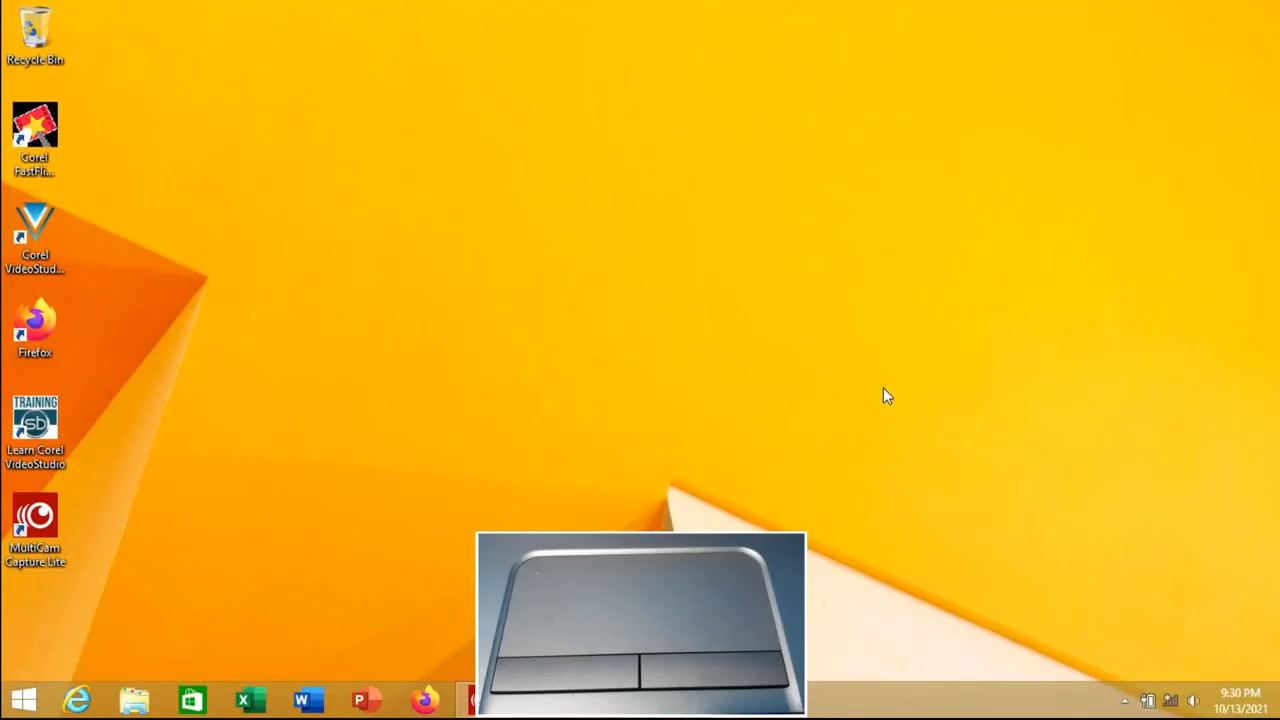 Recycle Bin
Corel
FastFli...
Corel
VideoStud...
Firefox
TRAINING
sb
Learn Corel
VideoStudio
MultiCam
Capture Lite
X
W
P
9:30 PM
10/13/2021